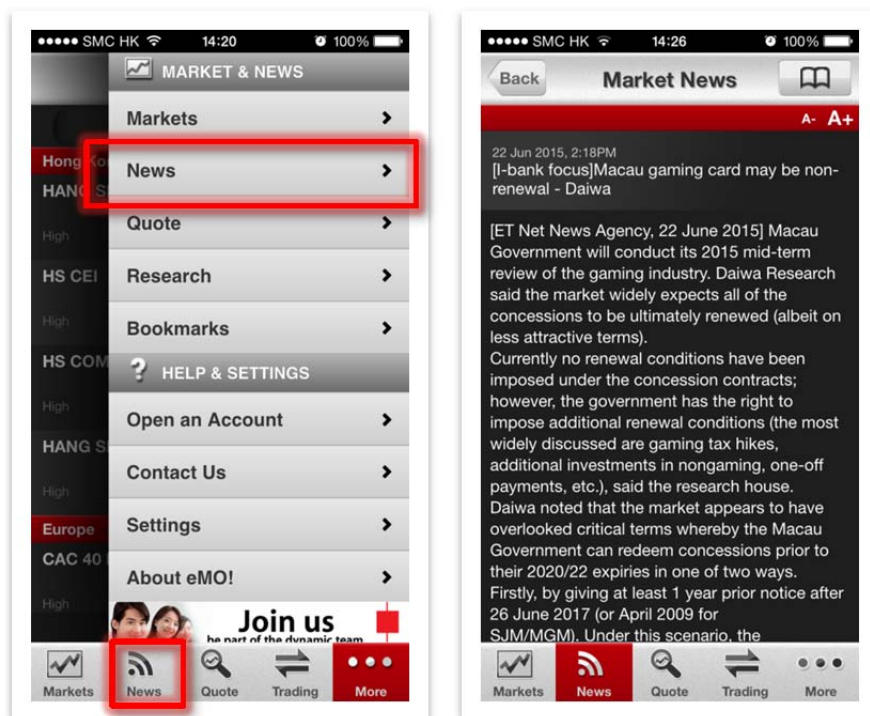 SMC HK 14:20 100%
MARKET & NEWS
Markets
Hong Ko
News
HANG S
Quote
High
HS CEI
Research
High
Bookmarks
HS COM
HELP & SETTINGS
High
Open an Account
HANG S
Contact Us
High
Europe
Settings
CAC 40
About eMO!
High
Join us
be part of the dynamic team
Markets News Quote Trading More
SMC HK 14:26 100%
Back Market News
A- A+
22 Jun 2015, 2:18PM
[I-bank focus]Macau gaming card may be non-
renewal - Daiwa
[ET Net News Agency, 22 June 2015] Macau
Government will conduct its 2015 mid-term
review of the gaming industry. Daiwa Research
said the market widely expects all of the
concessions to be ultimately renewed (albeit on
less attractive terms).
Currently no renewal conditions have been
imposed under the concession contracts;
however, the government has the right to
impose additional renewal conditions (the most
widely discussed are gaming tax hikes,
additional investments in nongaming, one-off
payments, etc.), said the research house.
Daiwa noted that the market appears to have
overlooked critical terms whereby the Macau
Government can redeem concessions prior to
their 2020/22 expiries in one of two ways.
Firstly, by giving at least 1 year prior notice after
26 June 2017 (or April 2009 for
SJM/MGM). Under this scenario, the
Markets News Quote Trading More